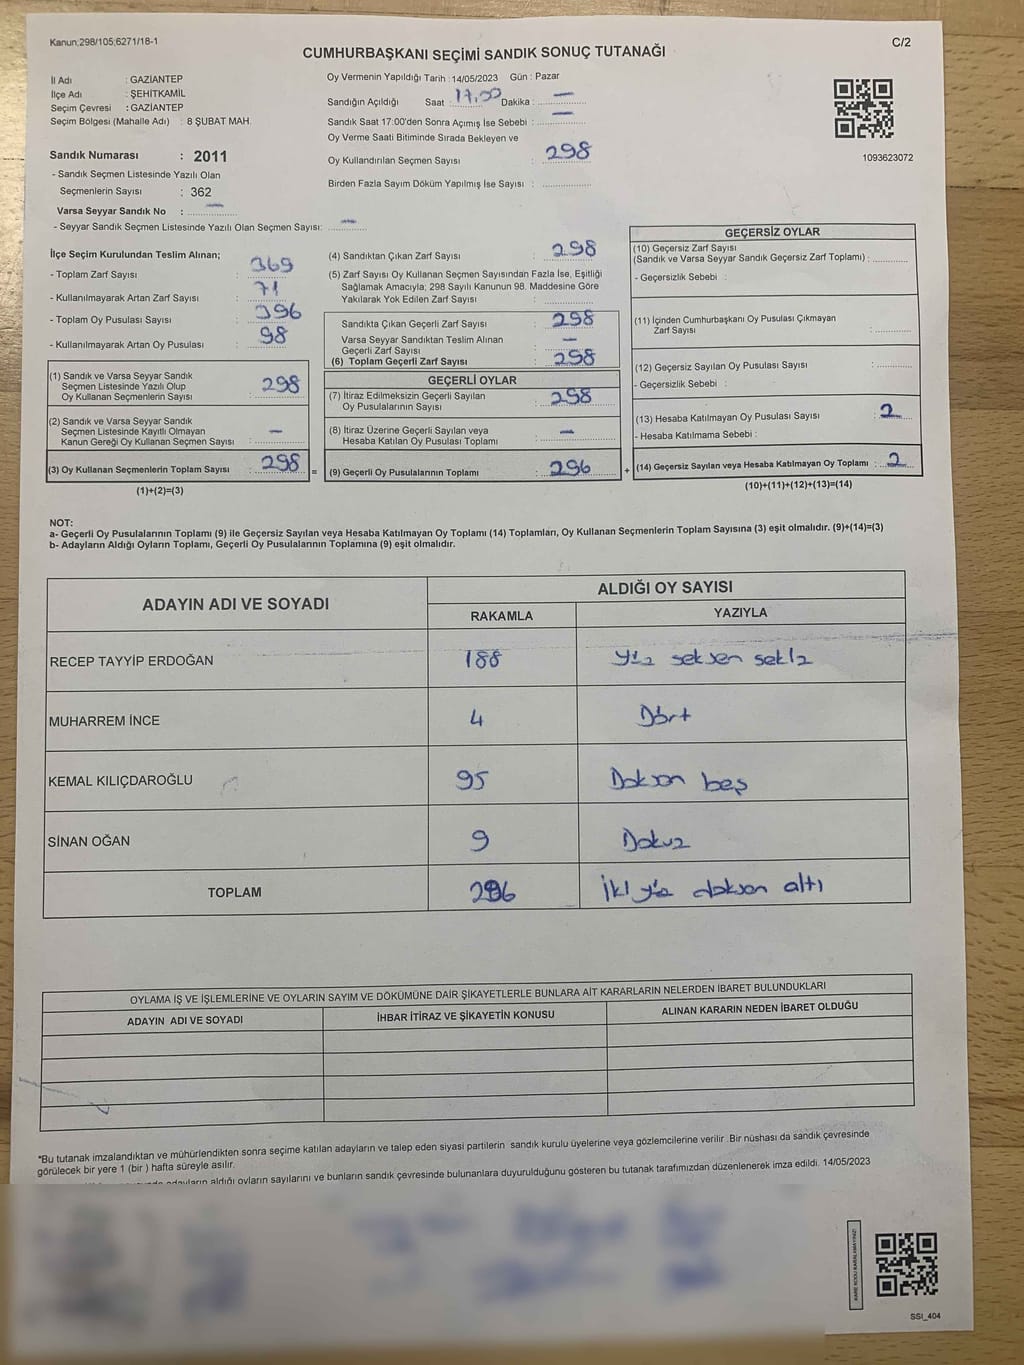 Kanun:298/105;6271/18-1
C/2
CUMHURBAŞKANI SEÇİMİ SANDIK SONUÇ TUTANAĞI
İl Adı : GAZİANTEP
İlçe Adı : ŞEHİTKAMİL
Seçim Çevresi : GAZİANTEP
Seçim Bölgesi (Mahalle Adı) : 8 ŞUBAT MAH.
Sandık Numarası : 2011
- Sandık Seçmen Listesinde Yazılı Olan
Seçmenlerin Sayısı : 362
Varsa Seyyar Sandık No : —
- Seyyar Sandık Seçmen Listesinde Yazılı Olan Seçmen Sayısı: —
Oy Vermenin Yapıldığı Tarih : 14/05/2023 Gün : Pazar
Sandığın Açıldığı Saat : 17,00 Dakika : —
Sandık Saat 17:00'den Sonra Açımış İse Sebebi : —
Oy Verme Saati Bitiminde Sırada Bekleyen ve
Oy Kullandırılan Seçmen Sayısı : 298
Birden Fazla Sayım Döküm Yapılmış İse Sayısı :
1093623072
İlçe Seçim Kurulundan Teslim Alınan;
- Toplam Zarf Sayısı : 369
- Kullanılmayarak Artan Zarf Sayısı : 71
- Toplam Oy Pusulası Sayısı : 396
- Kullanılmayarak Artan Oy Pusulası : 98
(1) Sandık ve Varsa Seyyar Sandık
Seçmen Listesinde Yazılı Olup
Oy Kullanan Seçmenlerin Sayısı : 298
(2) Sandık ve Varsa Seyyar Sandık
Seçmen Listesinde Kayıtlı Olmayan
Kanun Gereği Oy Kullanan Seçmen Sayısı : —
(3) Oy Kullanan Seçmenlerin Toplam Sayısı : 298
(1)+(2)=(3)
=
(4) Sandıktan Çıkan Zarf Sayısı : 298
(5) Zarf Sayısı Oy Kullanan Seçmen Sayısından Fazla İse, Eşitliği
Sağlamak Amacıyla; 298 Sayılı Kanunun 98. Maddesine Göre
Yakılarak Yok Edilen Zarf Sayısı :
Sandıkta Çıkan Geçerli Zarf Sayısı : 298
Varsa Seyyar Sandıktan Teslim Alınan
Geçerli Zarf Sayısı : —
(6) Toplam Geçerli Zarf Sayısı : 298
GEÇERLİ OYLAR
(7) İtiraz Edilmeksizin Geçerli Sayılan
Oy Pusulalarının Sayısı : 298
(8) İtiraz Üzerine Geçerli Sayılan veya
Hesaba Katılan Oy Pusulası Toplamı : —
(9) Geçerli Oy Pusulalarının Toplamı : 296
+
GEÇERSİZ OYLAR
(10) Geçersiz Zarf Sayısı
(Sandık ve Varsa Seyyar Sandık Geçersiz Zarf Toplamı) :
- Geçersizlik Sebebi :
(11) İçinden Cumhurbaşkanı Oy Pusulası Çıkmayan
Zarf Sayısı :
(12) Geçersiz Sayılan Oy Pusulası Sayısı :
- Geçersizlik Sebebi :
(13) Hesaba Katılmayan Oy Pusulası Sayısı : 2
- Hesaba Katılmama Sebebi :
(14) Geçersiz Sayılan veya Hesaba Katılmayan Oy Toplamı : 2
(10)+(11)+(12)+(13)=(14)
NOT:
a- Geçerli Oy Pusulalarının Toplamı (9) ile Geçersiz Sayılan veya Hesaba Katılmayan Oy Toplamı (14) Toplamları, Oy Kullanan Seçmenlerin Toplam Sayısına (3) eşit olmalıdır. (9)+(14)=(3)
b- Adayların Aldığı Oyların Toplamı, Geçerli Oy Pusulalarının Toplamına (9) eşit olmalıdır.
ADAYIN ADI VE SOYADI
ALDIĞI OY SAYISI
RAKAMLA YAZIYLA
RECEP TAYYİP ERDOĞAN 188 yüz seksen sekiz
MUHARREM İNCE 4 Dört
KEMAL KILIÇDAROĞLU 95 Doksan beş
SİNAN OĞAN 9 Dokuz
TOPLAM 296 İki yüz doksan altı
OYLAMA İŞ VE İŞLEMLERİNE VE OYLARIN SAYIM VE DÖKÜMÜNE DAİR ŞİKAYETLERLE BUNLARA AİT KARARLARIN NELERDEN İBARET BULUNDUKLARI
ADAYIN ADI VE SOYADI İHBAR İTİRAZ VE ŞİKAYETİN KONUSU ALINAN KARARIN NEDEN İBARET OLDUĞU
*Bu tutanak imzalandıktan ve mühürlendikten sonra seçime katılan adayların ve talep eden siyasi partilerin sandık kurulu üyelerine veya gözlemcilerine verilir. Bir nüshası da sandık çevresinde
görülecek bir yere 1 (bir ) hafta süreyle asılır.
adayların aldığı oyların sayılarını ve bunların sandık çevresinde bulunanlara duyurulduğunu gösteren bu tutanak tarafımızdan düzenlenerek imza edildi. 14/05/2023
KARE KODU KARALAMAYINIZ!
SSI_404